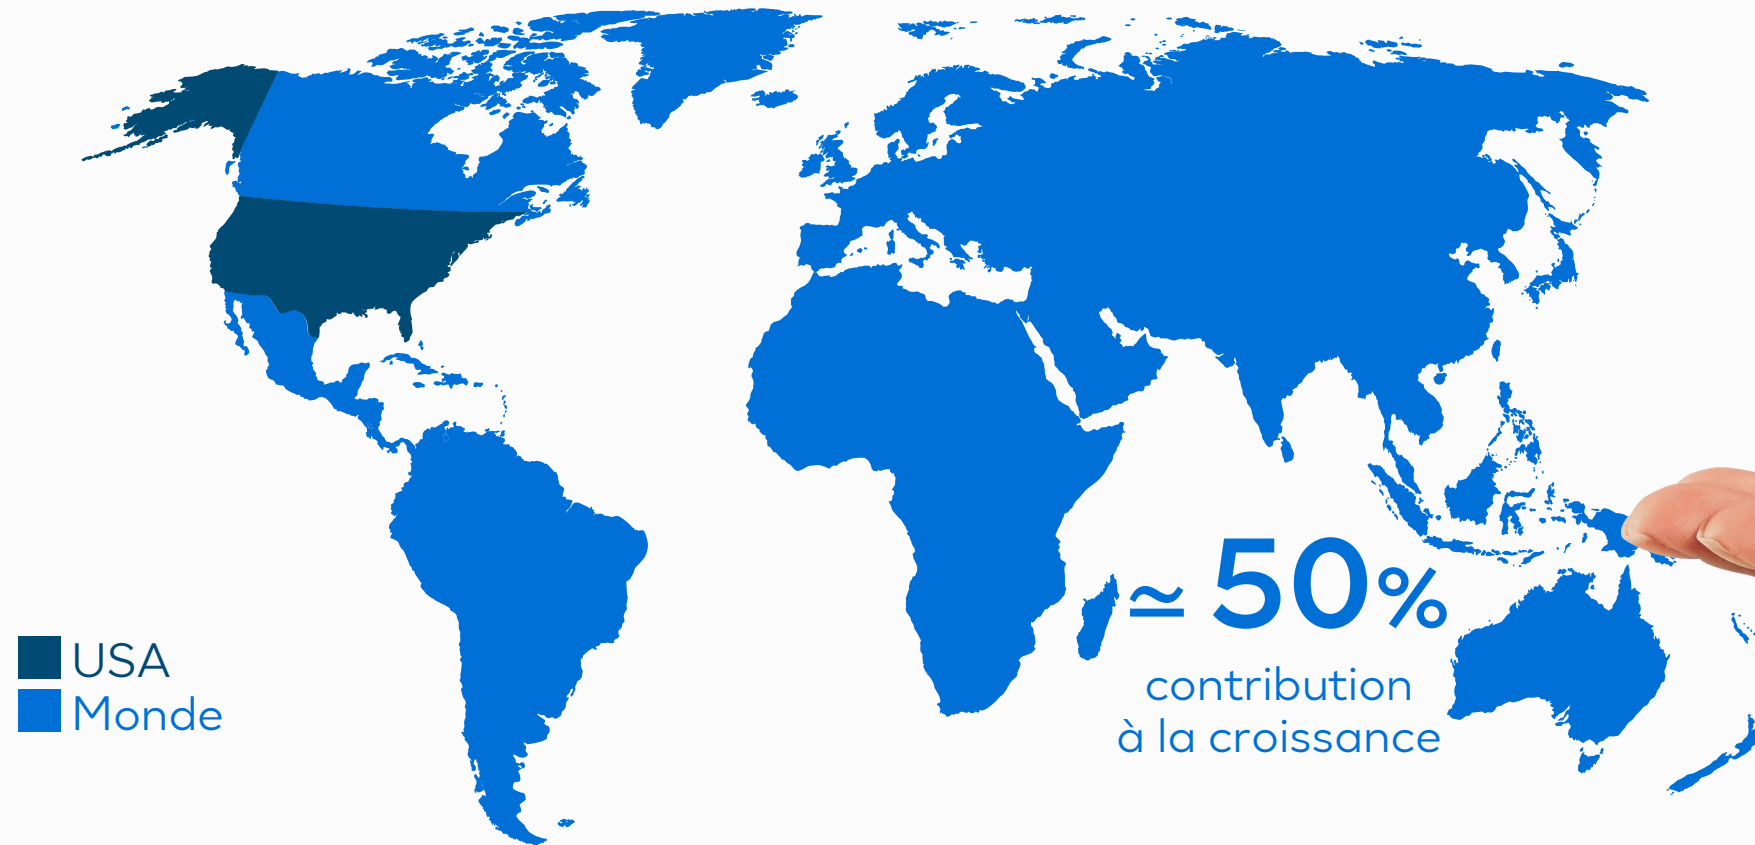 ≃ 50%
contribution
à la croissance
USA
Monde